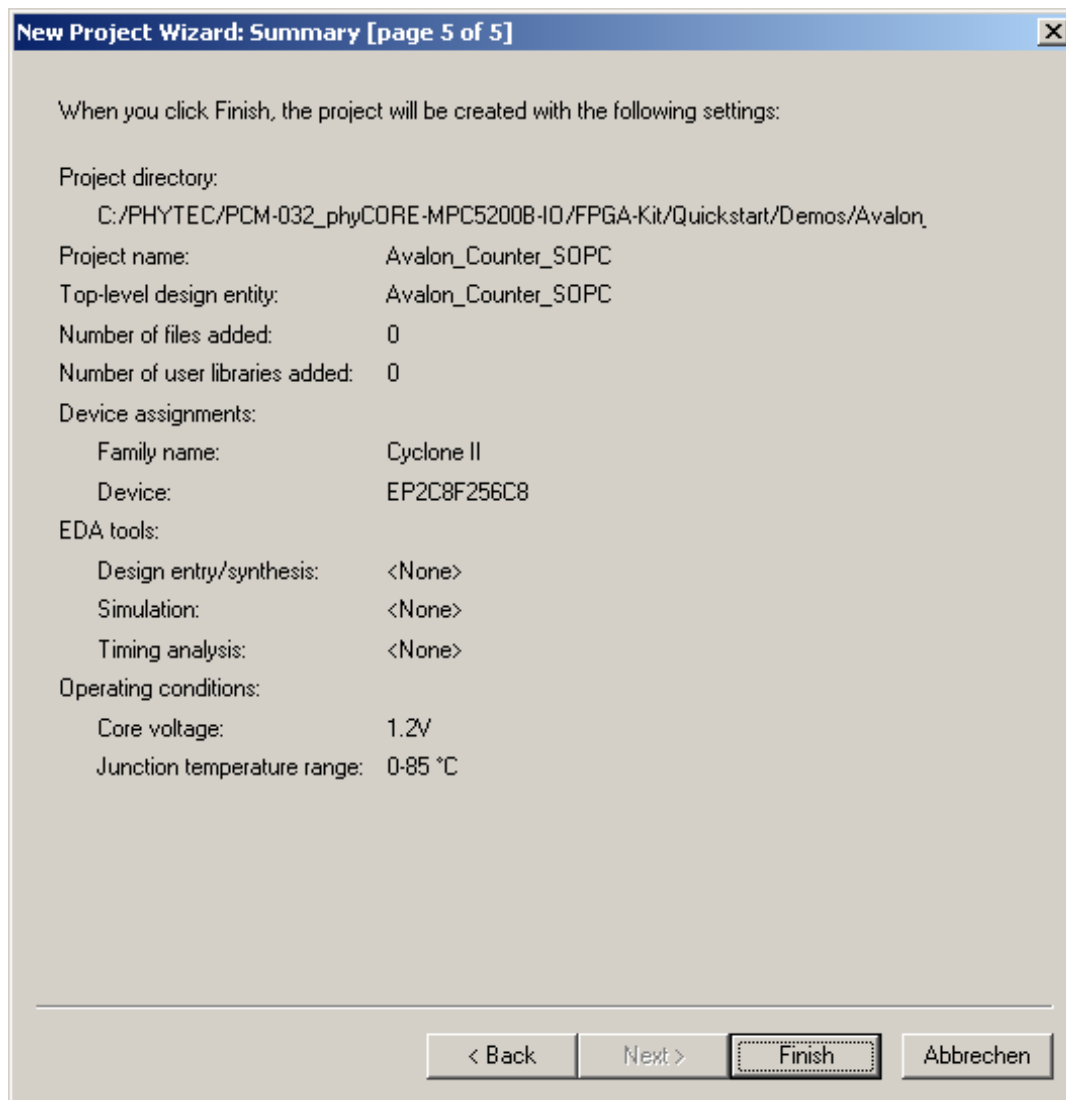 New Project Wizard: Summary [page 5 of 5]
When you click Finish, the project will be created with the following settings:
Project directory:
C:/PHYTEC/PCM-032_phyCORE-MPC5200B-IO/FPGA-Kit/Quickstart/Demos/Avalon_
Project name: Avalon_Counter_SOPC
Top-level design entity: Avalon_Counter_SOPC
Number of files added: 0
Number of user libraries added: 0
Device assignments:
Family name: Cyclone II
Device: EP2C8F256C8
EDA tools:
Design entry/synthesis: <None>
Simulation: <None>
Timing analysis: <None>
Operating conditions:
Core voltage: 1.2V
Junction temperature range: 0-85 °C
< Back Next > Finish Abbrechen